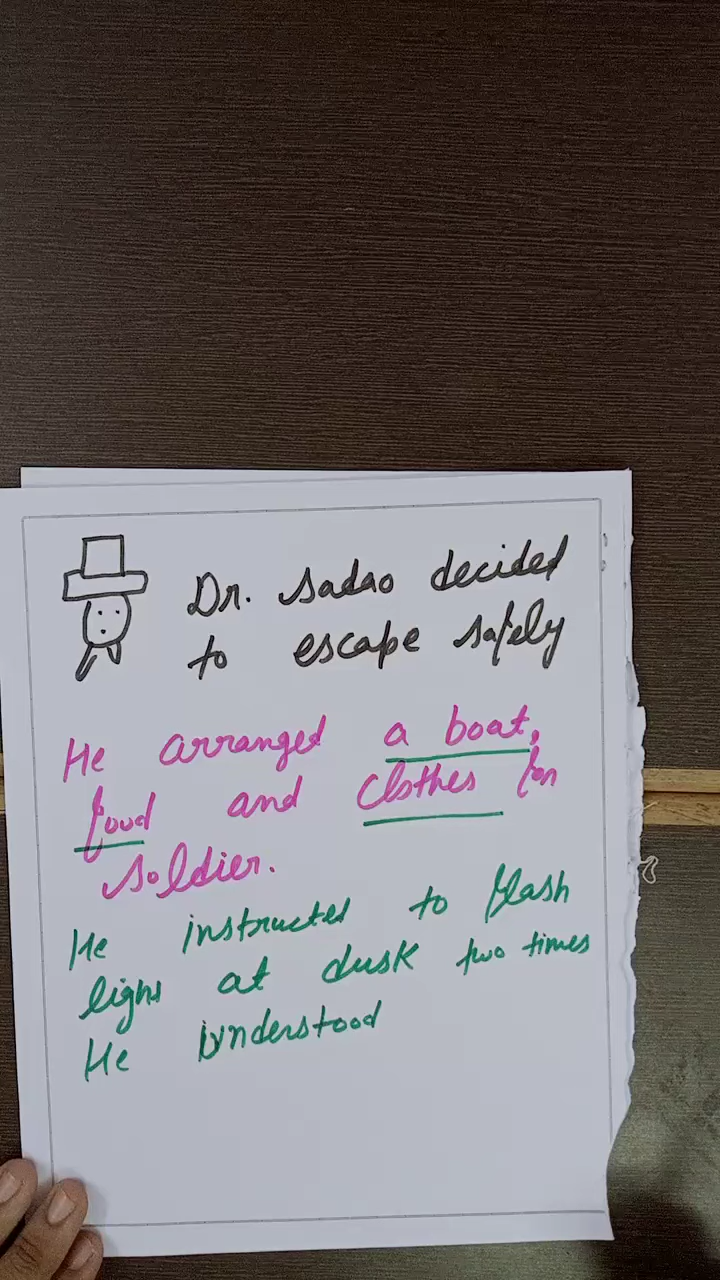 Dr. Sadao decided
to escape safely
He arranged a boat,
food and clothes for
soldier.
He instructed to flash
light at dusk two times
He understood